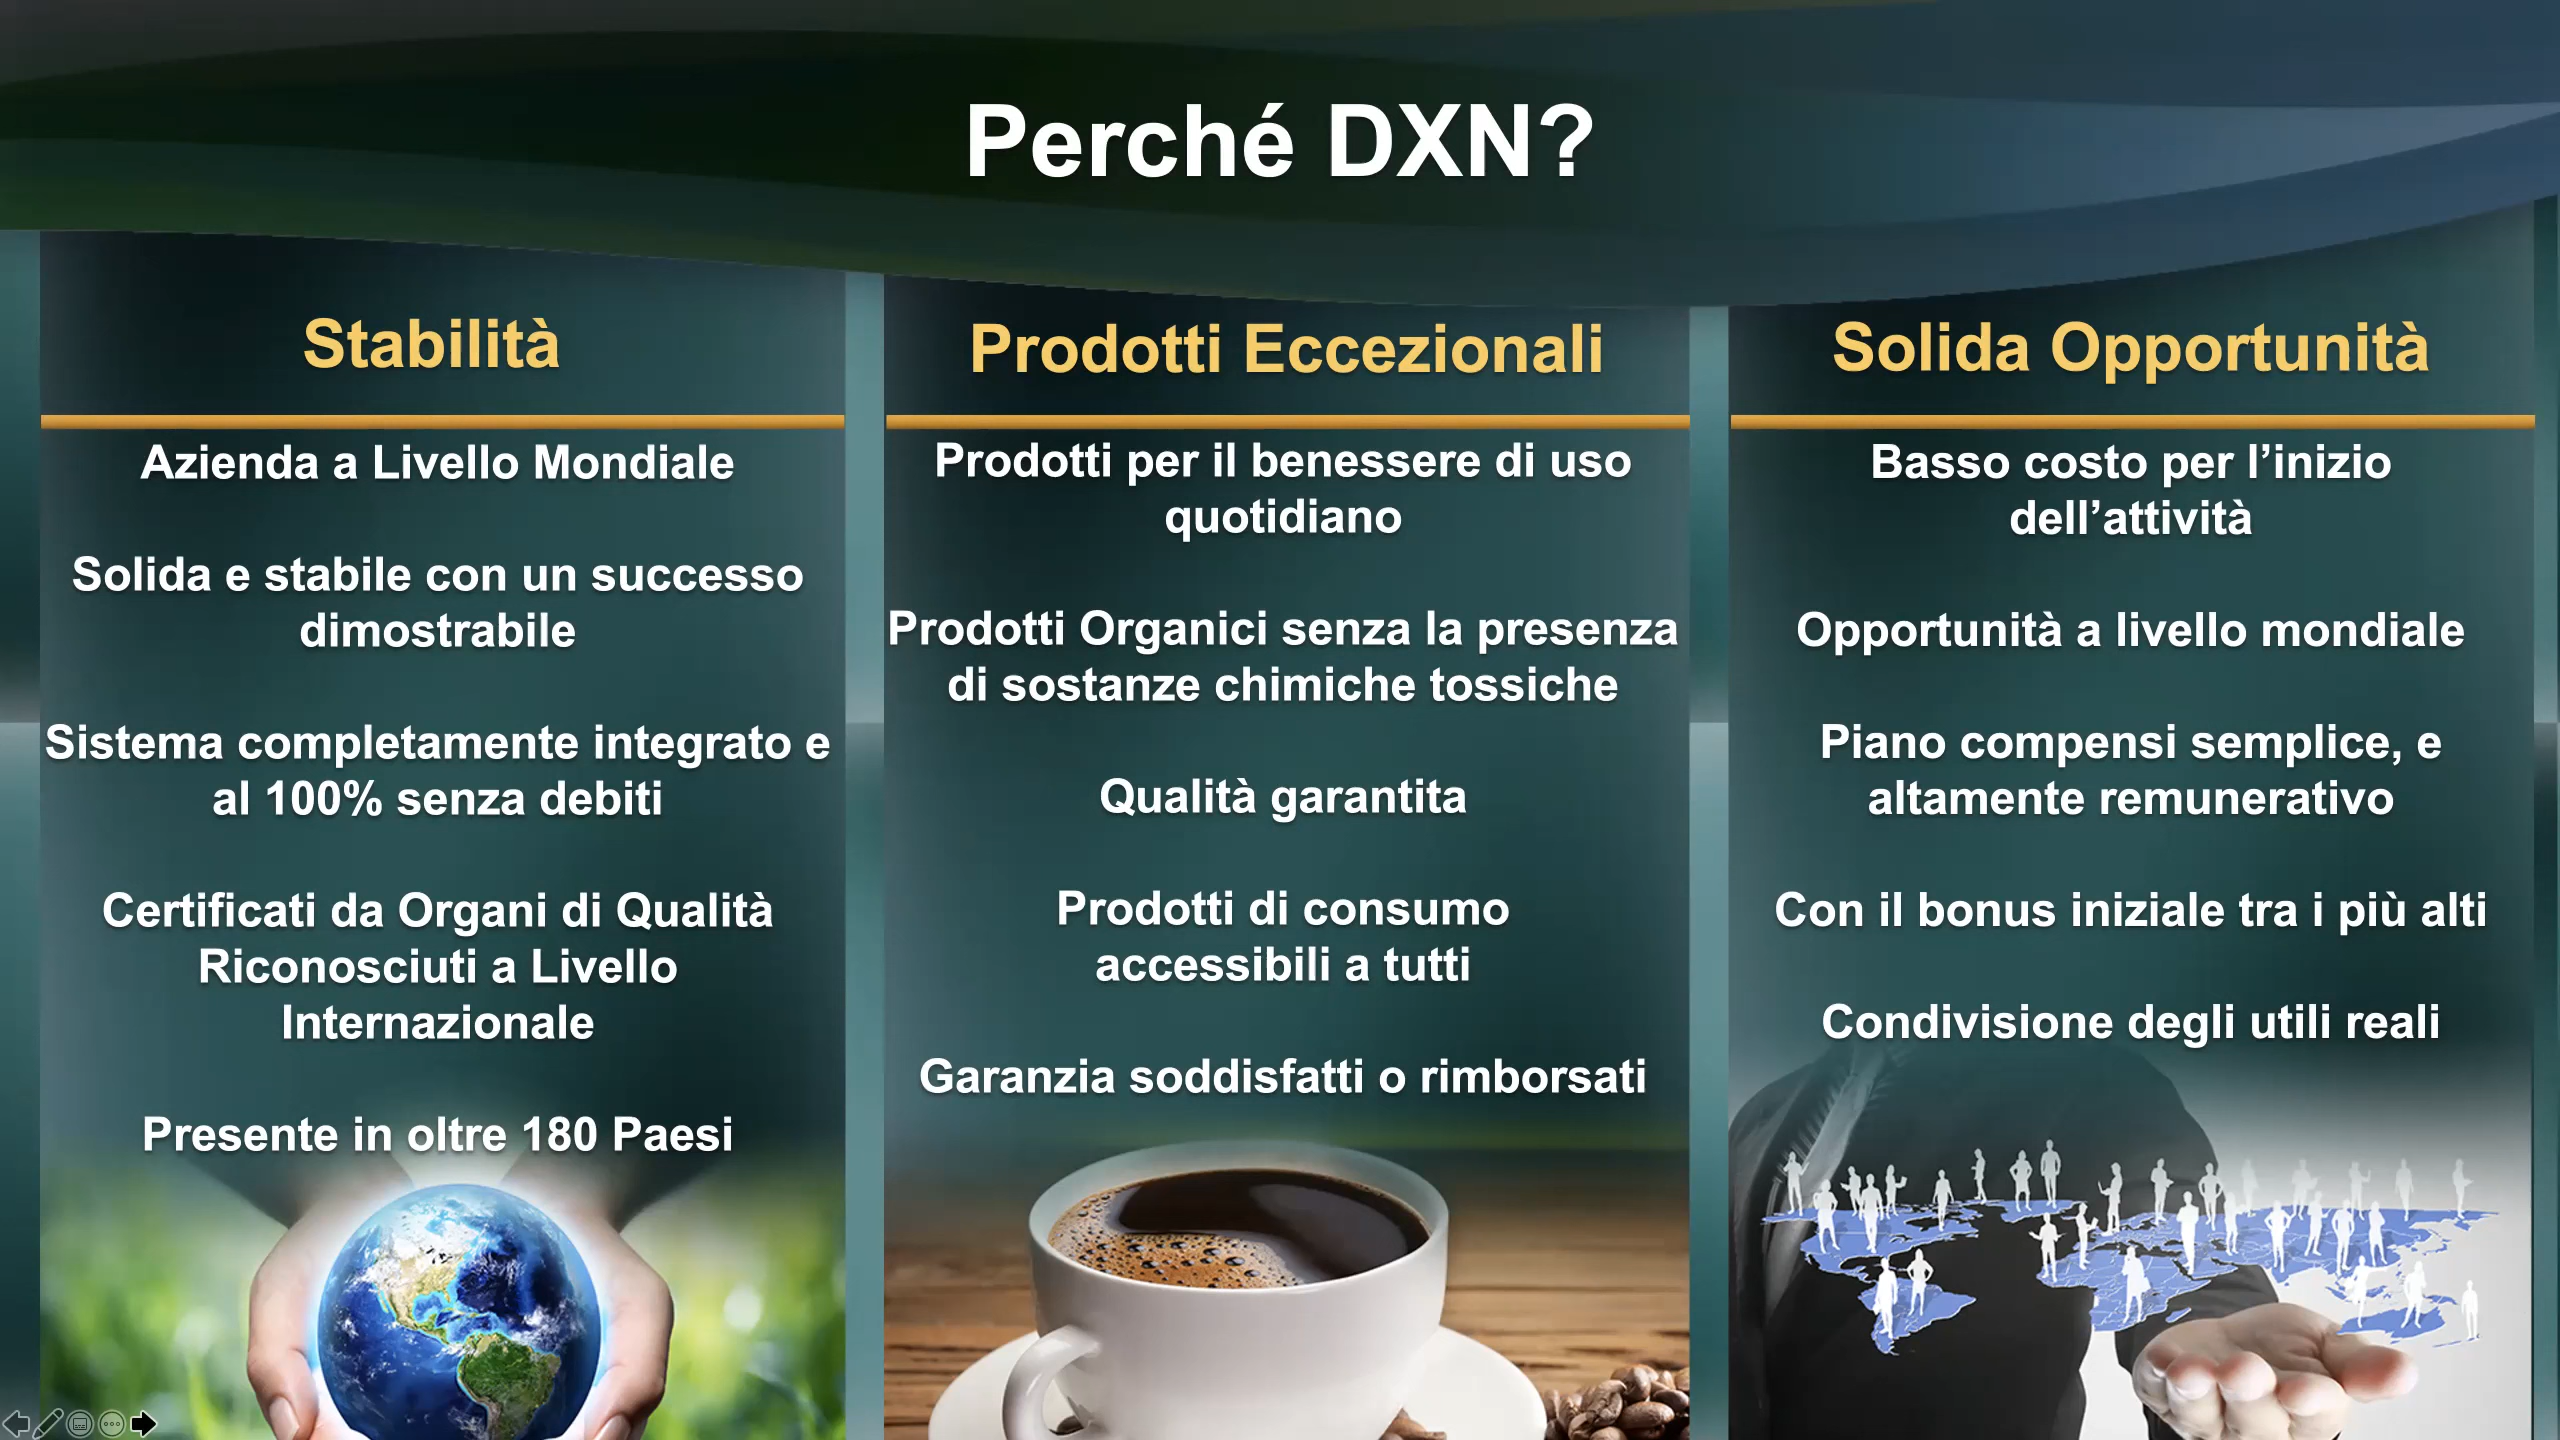 Perché DXN?
Stabilità
Azienda a Livello Mondiale
Solida e stabile con un successo
dimostrabile
Sistema completamente integrato e
al 100% senza debiti
Certificati da Organi di Qualità
Riconosciuti a Livello
Internazionale
Presente in oltre 180 Paesi
Prodotti Eccezionali
Prodotti per il benessere di uso
quotidiano
Prodotti Organici senza la presenza
di sostanze chimiche tossiche
Qualità garantita
Prodotti di consumo
accessibili a tutti
Garanzia soddisfatti o rimborsati
Solida Opportunità
Basso costo per l’inizio
dell’attività
Opportunità a livello mondiale
Piano compensi semplice, e
altamente remunerativo
Con il bonus iniziale tra i più alti
Condivisione degli utili reali